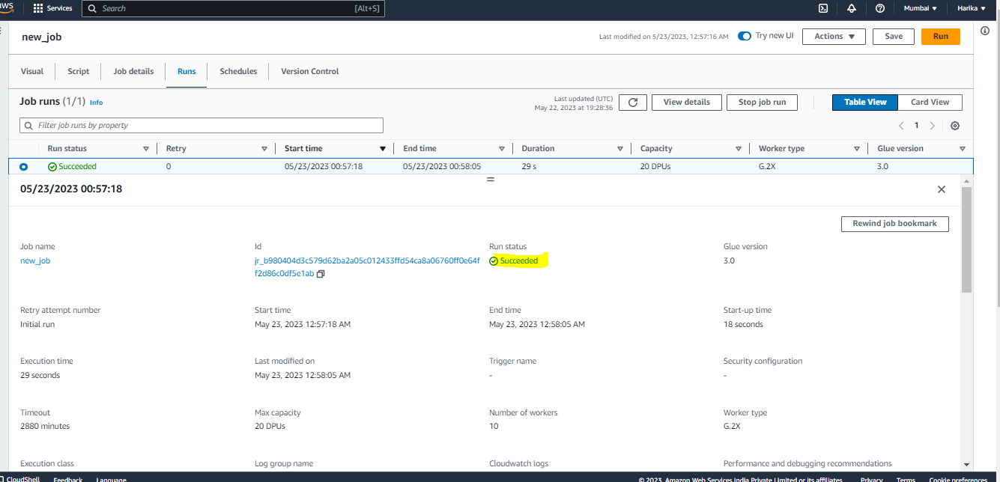 aws Services Search [Alt+S] Mumbai ▼ Harika ▼
new_job Last modified on 5/23/2023, 12:57:16 AM Try new UI Actions ▼ Save Run
Visual Script Job details Runs Schedules Version Control
Job runs (1/1) Info Last updated (UTC) May 22, 2023 at 19:28:36 View details Stop job run Table View Card View
Filter job runs by property 1
Run status Retry Start time End time Duration Capacity Worker type Glue version
Succeeded 0 05/23/2023 00:57:18 05/23/2023 00:58:05 29 s 20 DPUs G.2X 3.0
05/23/2023 00:57:18
Rewind job bookmark
Job name Id Run status Glue version
new_job jr_b980404d3c579d62ba2a05c012433ffd54ca8a06760ff0e64f Succeeded 3.0
f2d86c0df5e1ab
Retry attempt number Start time End time Start-up time
Initial run May 23, 2023 12:57:18 AM May 23, 2023 12:58:05 AM 18 seconds
Execution time Last modified on Trigger name Security configuration
29 seconds May 23, 2023 12:58:05 AM - -
Timeout Max capacity Number of workers Worker type
2880 minutes 20 DPUs 10 G.2X
Execution class Log group name Cloudwatch logs Performance and debugging recommendations
CloudShell Feedback Language © 2023, Amazon Web Services India Private Limited or its affiliates. Privacy Terms Cookie preferences